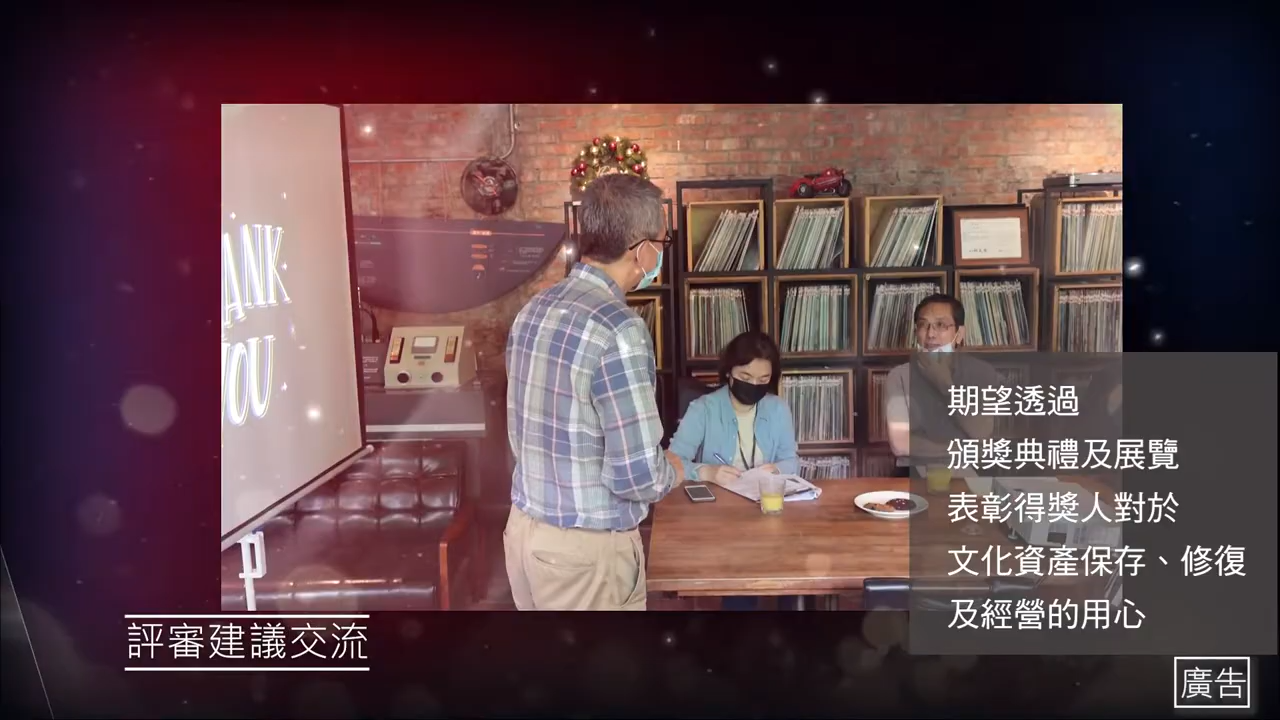 ANK
YOU
期望透過
頒獎典禮及展覽
表彰得獎人對於
文化資產保存、修復
及經營的用心
評審建議交流
廣告